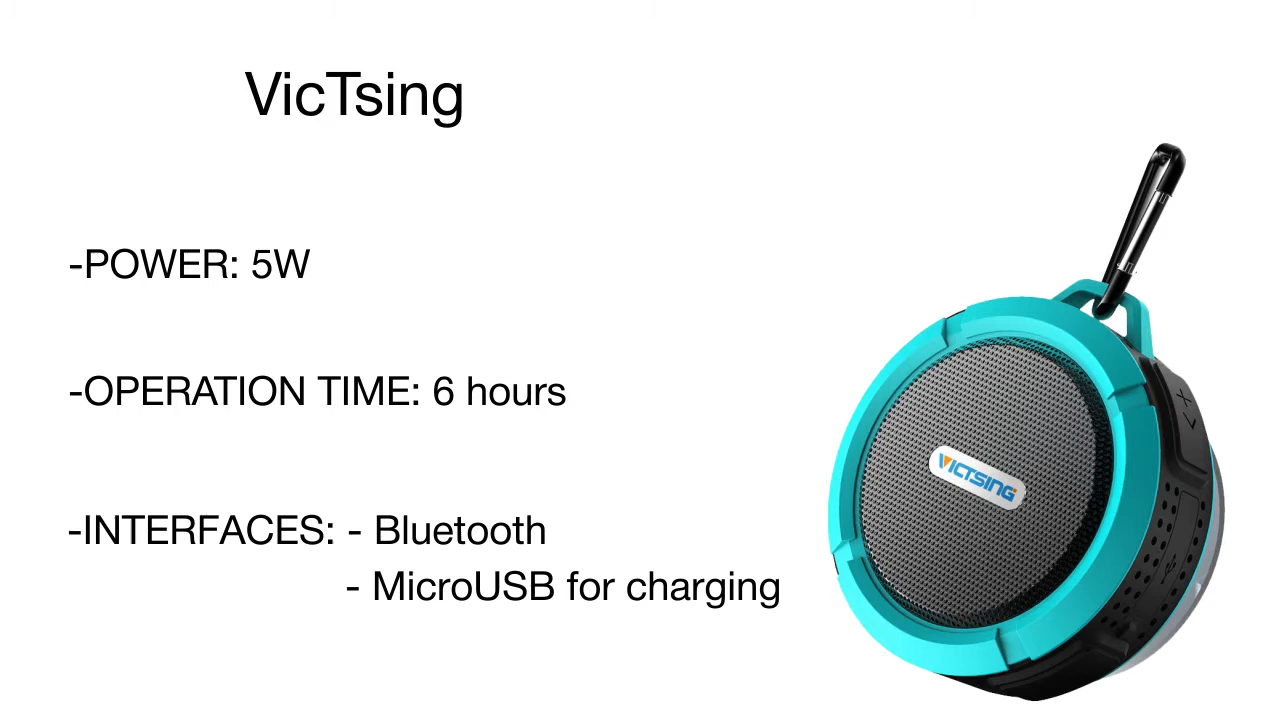 VicTsing
-POWER: 5W
-OPERATION TIME: 6 hours
-INTERFACES: - Bluetooth
- MicroUSB for charging
VICTSING